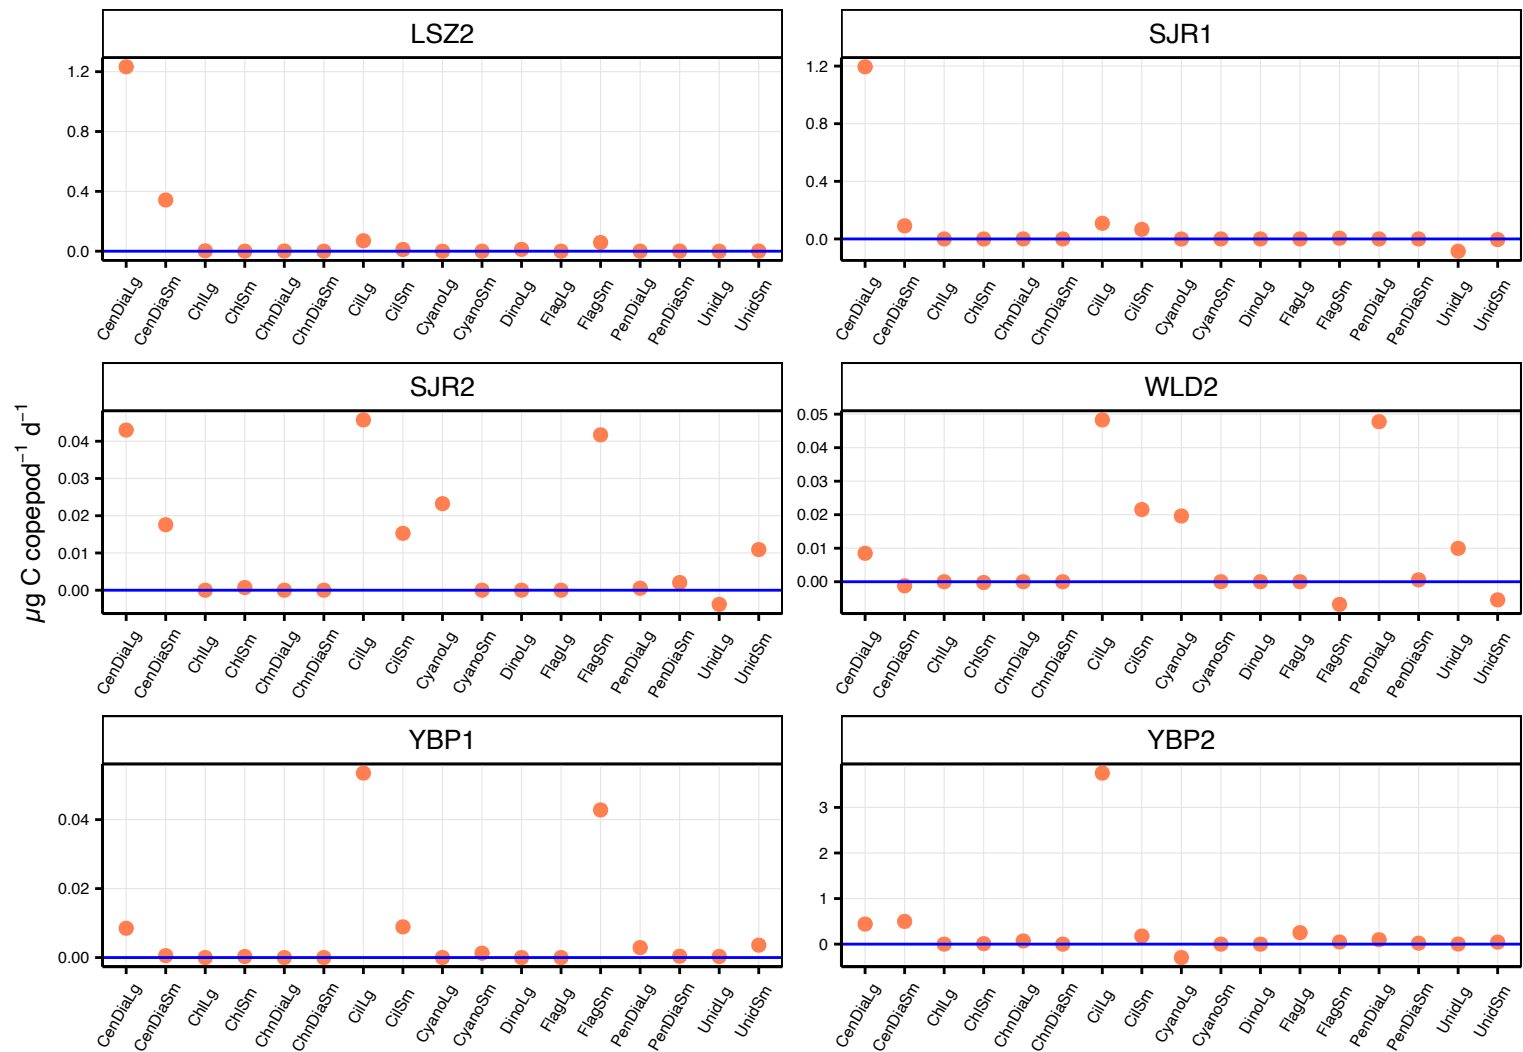 LSZ2
SJR1
1.2
0.8
0.4
0.0
CenDiaLg CenDiaSm ChlLg ChlSm ChnDiaLg ChnDiaSm CilLg CilSm CyanoLg CyanoSm DinoLg FlagLg FlagSm PenDiaLg PenDiaSm UnidLg UnidSm
1.2
0.8
0.4
0.0
CenDiaLg CenDiaSm ChlLg ChlSm ChnDiaLg ChnDiaSm CilLg CilSm CyanoLg CyanoSm DinoLg FlagLg FlagSm PenDiaLg PenDiaSm UnidLg UnidSm
µg C copepod⁻¹ d⁻¹
SJR2
WLD2
0.04
0.03
0.02
0.01
0.00
CenDiaLg CenDiaSm ChlLg ChlSm ChnDiaLg ChnDiaSm CilLg CilSm CyanoLg CyanoSm DinoLg FlagLg FlagSm PenDiaLg PenDiaSm UnidLg UnidSm
0.05
0.04
0.03
0.02
0.01
0.00
CenDiaLg CenDiaSm ChlLg ChlSm ChnDiaLg ChnDiaSm CilLg CilSm CyanoLg CyanoSm DinoLg FlagLg FlagSm PenDiaLg PenDiaSm UnidLg UnidSm
YBP1
YBP2
0.04
0.02
0.00
CenDiaLg CenDiaSm ChlLg ChlSm ChnDiaLg ChnDiaSm CilLg CilSm CyanoLg CyanoSm DinoLg FlagLg FlagSm PenDiaLg PenDiaSm UnidLg UnidSm
3
2
1
0
CenDiaLg CenDiaSm ChlLg ChlSm ChnDiaLg ChnDiaSm CilLg CilSm CyanoLg CyanoSm DinoLg FlagLg FlagSm PenDiaLg PenDiaSm UnidLg UnidSm